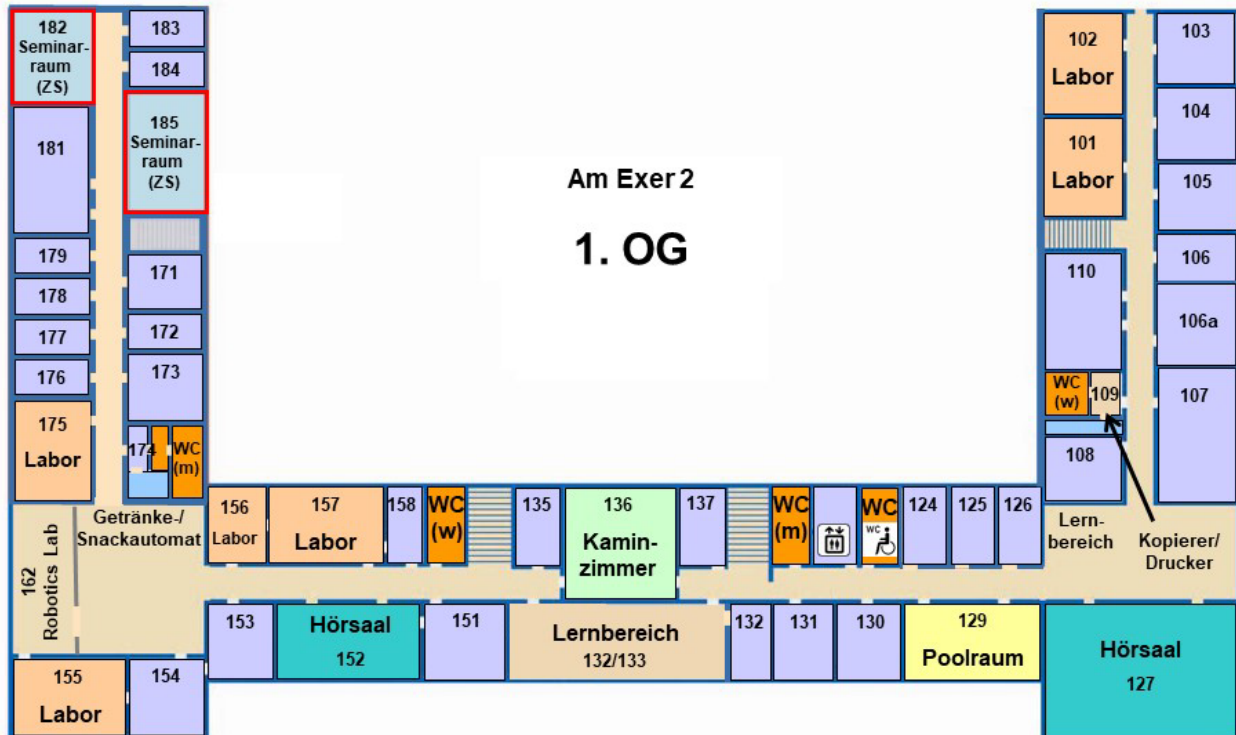 182
Seminar-
raum
(ZS)
183
184
185
Seminar-
raum
(ZS)
181
179
178
177
176
175
Labor
171
172
173
174
WC
(m)
Am Exer 2
1. OG
102
Labor
101
Labor
103
104
105
106
106a
107
110
WC
(w)
109
108
Getränke-/
Snackautomat
162
Robotics Lab
156
Labor
157
Labor
158
WC
(w)
135
136
Kamin-
zimmer
137
WC
(m)
WC
WC
124
125
126
Lern-
bereich
Kopierer/
Drucker
155
Labor
154
153
Hörsaal
152
151
Lernbereich
132/133
132
131
130
129
Poolraum
Hörsaal
127